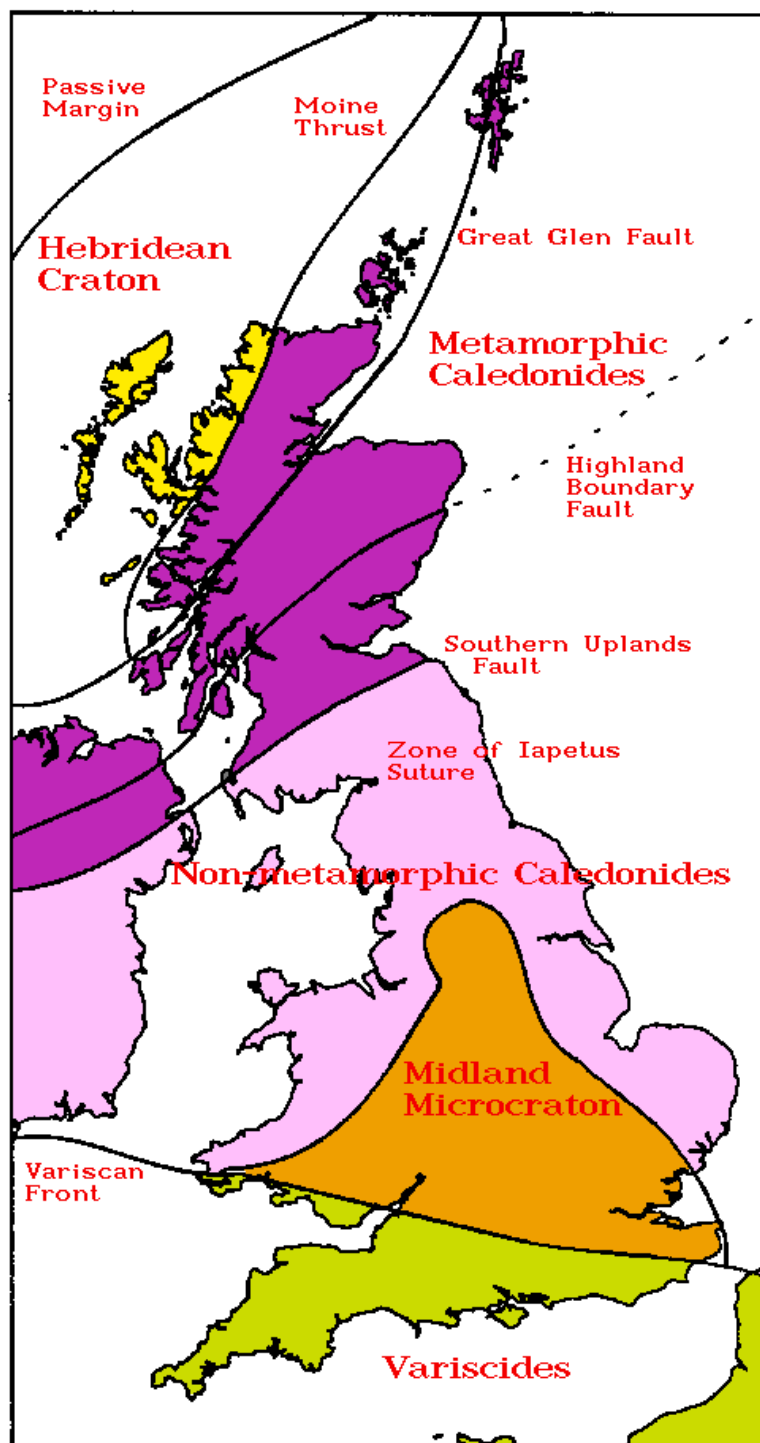 Passive
Margin
Moine
Thrust
Great Glen Fault
Hebridean
Craton
Metamorphic
Caledonides
Highland
Boundary
Fault
Southern Uplands
Fault
Zone of Iapetus
Suture
Non-metamorphic Caledonides
Midland
Microcraton
Variscan
Front
Variscides